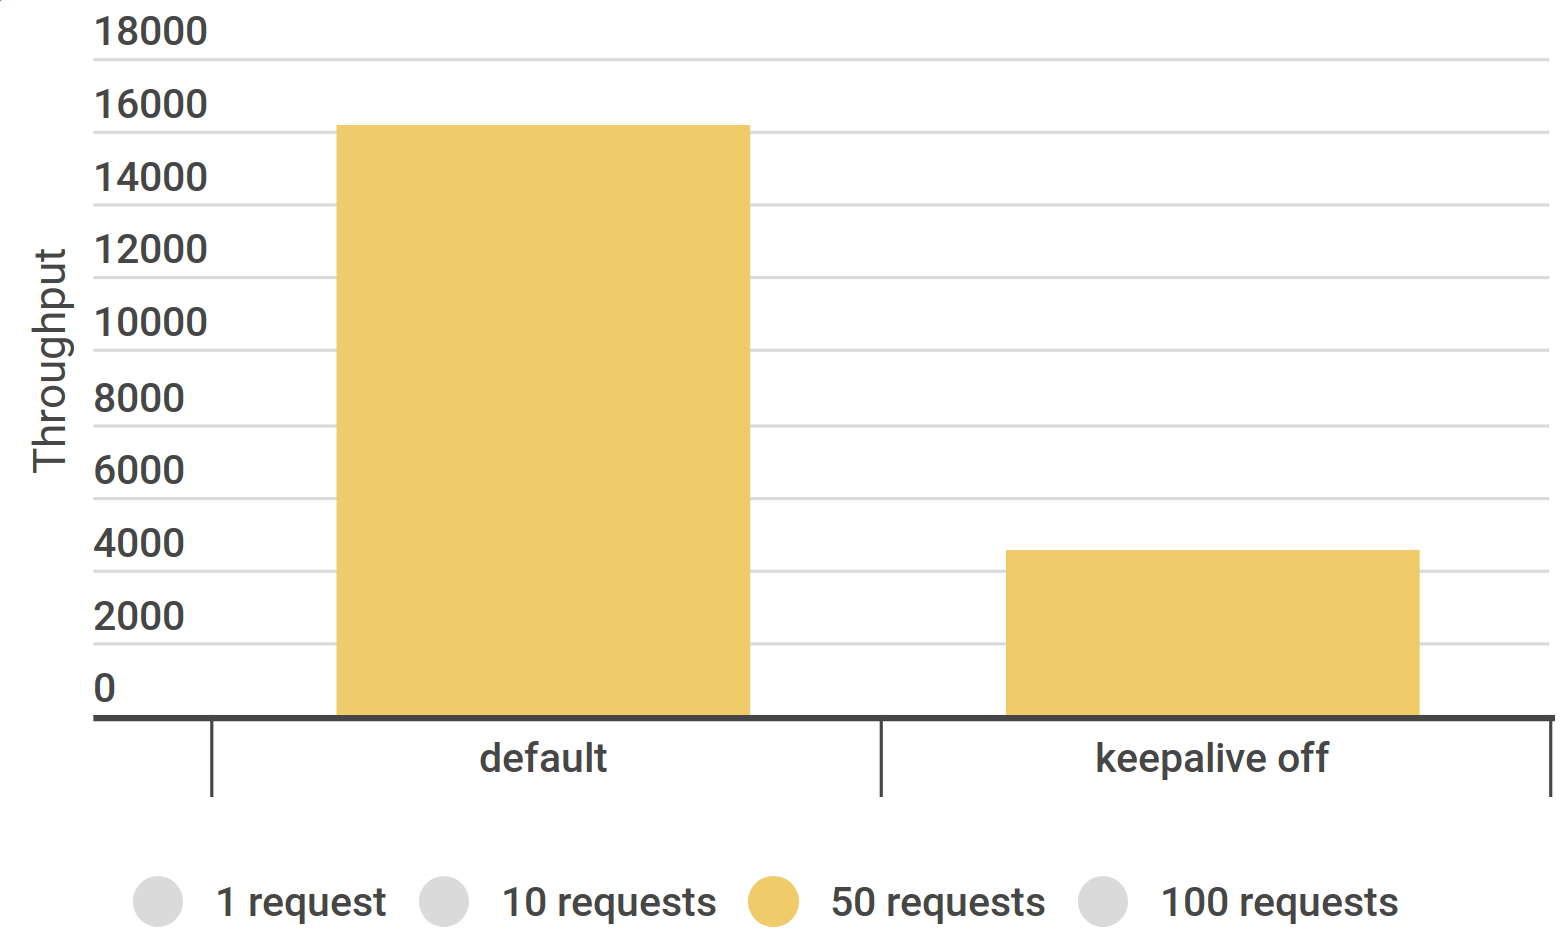 18000
16000
14000
12000
10000
8000
6000
4000
2000
0
Throughput
default
keepalive off
1 request
10 requests
50 requests
100 requests